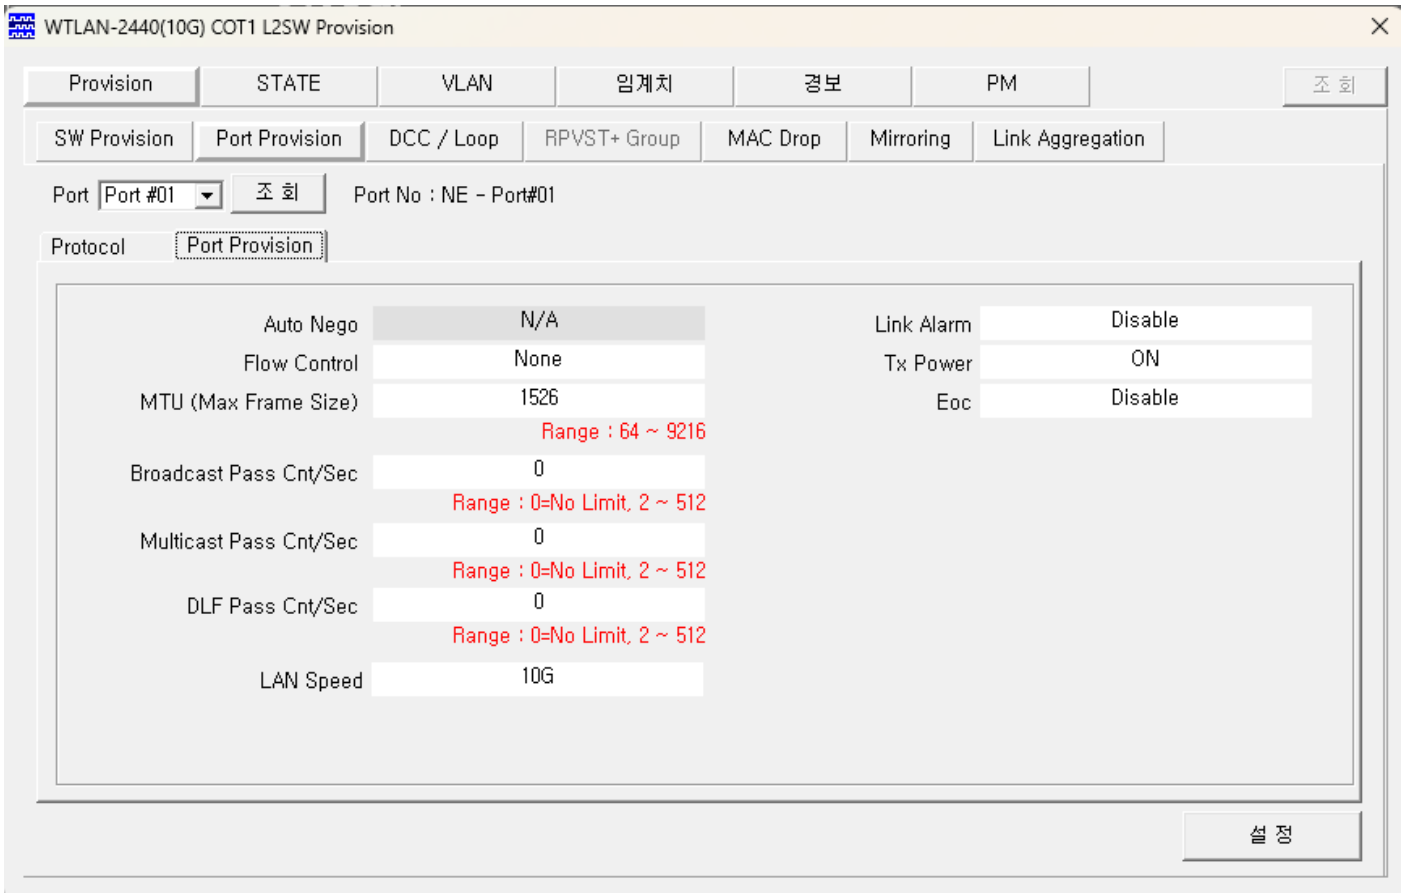 WTLAN-2440(10G) COT1 L2SW Provision
Provision STATE VLAN 임계치 경보 PM 조 회
SW Provision Port Provision DCC / Loop RPVST+ Group MAC Drop Mirroring Link Aggregation
Port Port #01 조 회 Port No : NE - Port#01
Protocol Port Provision
Auto Nego N/A Link Alarm Disable
Flow Control None Tx Power ON
MTU (Max Frame Size) 1526 Eoc Disable
Range : 64 ~ 9216
Broadcast Pass Cnt/Sec 0
Range : 0=No Limit, 2 ~ 512
Multicast Pass Cnt/Sec 0
Range : 0=No Limit, 2 ~ 512
DLF Pass Cnt/Sec 0
Range : 0=No Limit, 2 ~ 512
LAN Speed 10G
설 정